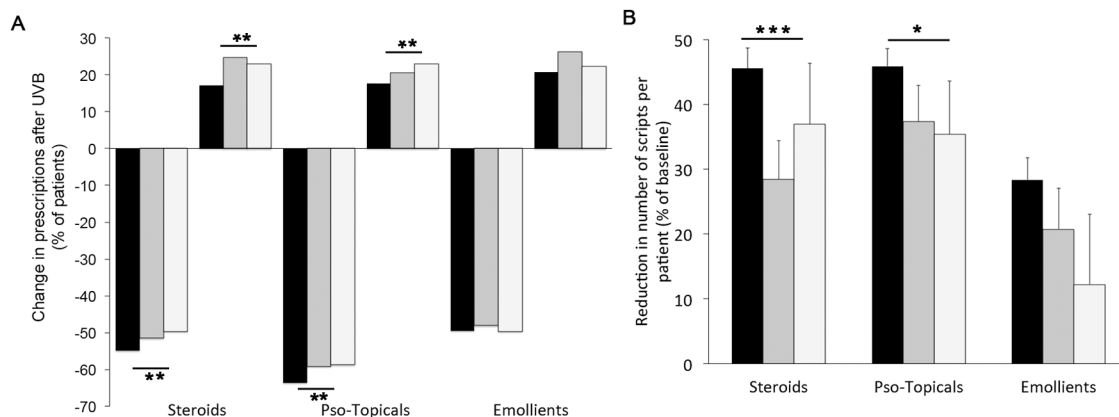 A
Change in prescriptions after UVB
(% of patients)
30
20
10
0
-10
-20
-30
-40
-50
-60
-70
**
**
**
**
Steroids
Pso-Topicals
Emollients
B
Reduction in number of scripts per
patient (% of baseline)
50
40
30
20
10
0
***
*
Steroids
Pso-Topicals
Emollients